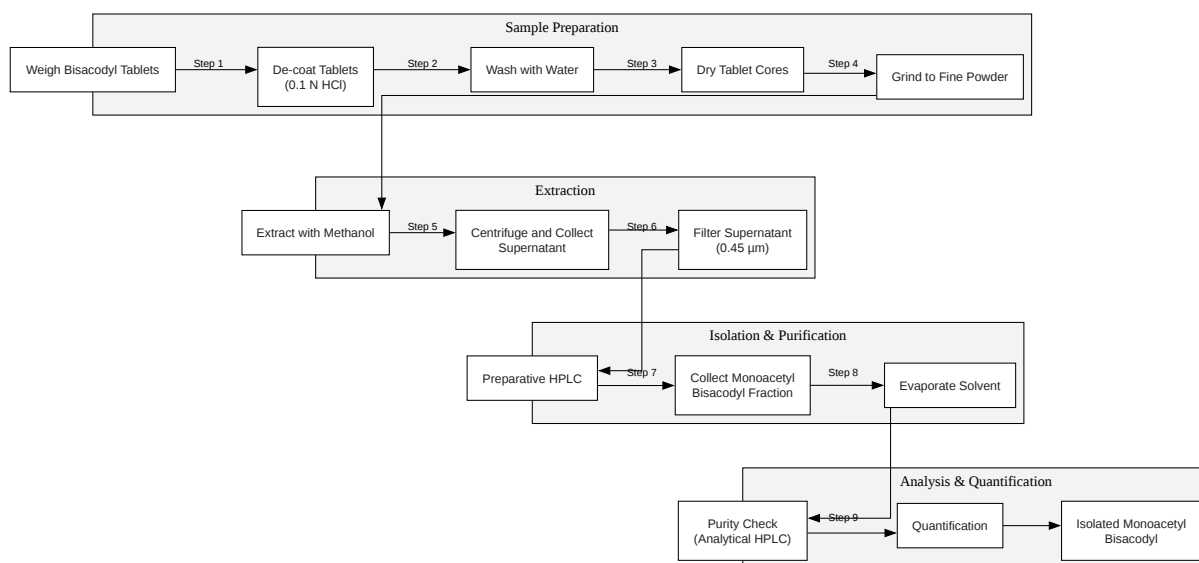 Sample Preparation
Weigh Bisacodyl Tablets
Step 1
De-coat Tablets
(0.1 N HCl)
Step 2
Wash with Water
Step 3
Dry Tablet Cores
Step 4
Grind to Fine Powder
Extraction
Extract with Methanol
Step 5
Centrifuge and Collect
Supernatant
Step 6
Filter Supernatant
(0.45 µm)
Isolation & Purification
Preparative HPLC
Step 7
Collect Monoacetyl
Bisacodyl Fraction
Step 8
Evaporate Solvent
Analysis & Quantification
Purity Check
(Analytical HPLC)
Step 9
Quantification
Isolated Monoacetyl
Bisacodyl